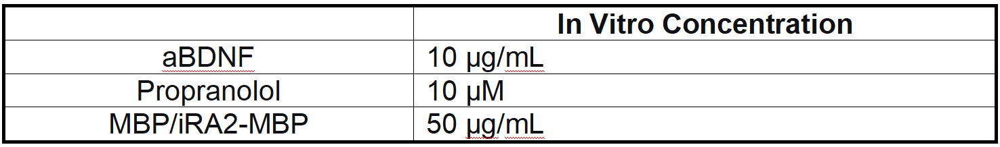 In Vitro Concentration
aBDNF 10 µg/mL
Propranolol 10 µM
MBP/iRA2-MBP 50 µg/mL